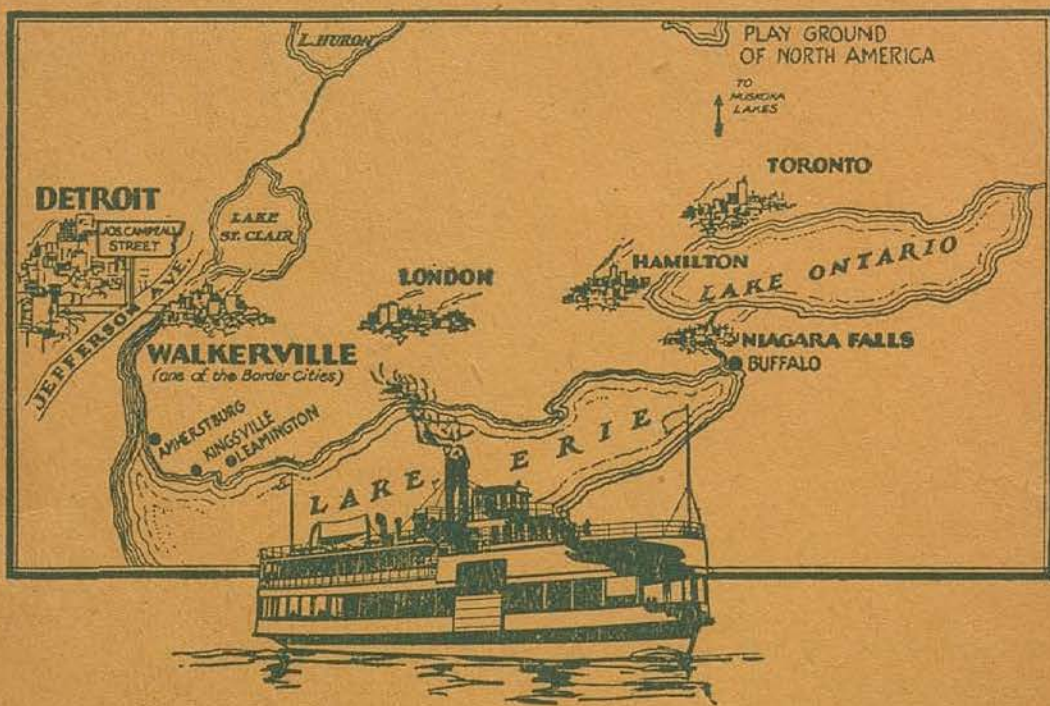 L. HURON
PLAY GROUND
OF NORTH AMERICA
TO
MUSKOKA
LAKES
TORONTO
DETROIT
JOS. CAMPEAU
STREET
LAKE
ST. CLAIR
JEFFERSON AVE.
LONDON
HAMILTON
LAKE ONTARIO
WALKERVILLE
(one of the Border Cities)
NIAGARA FALLS
BUFFALO
AMHERSTBURG
KINGSVILLE
LEAMINGTON
LAKE ERIE